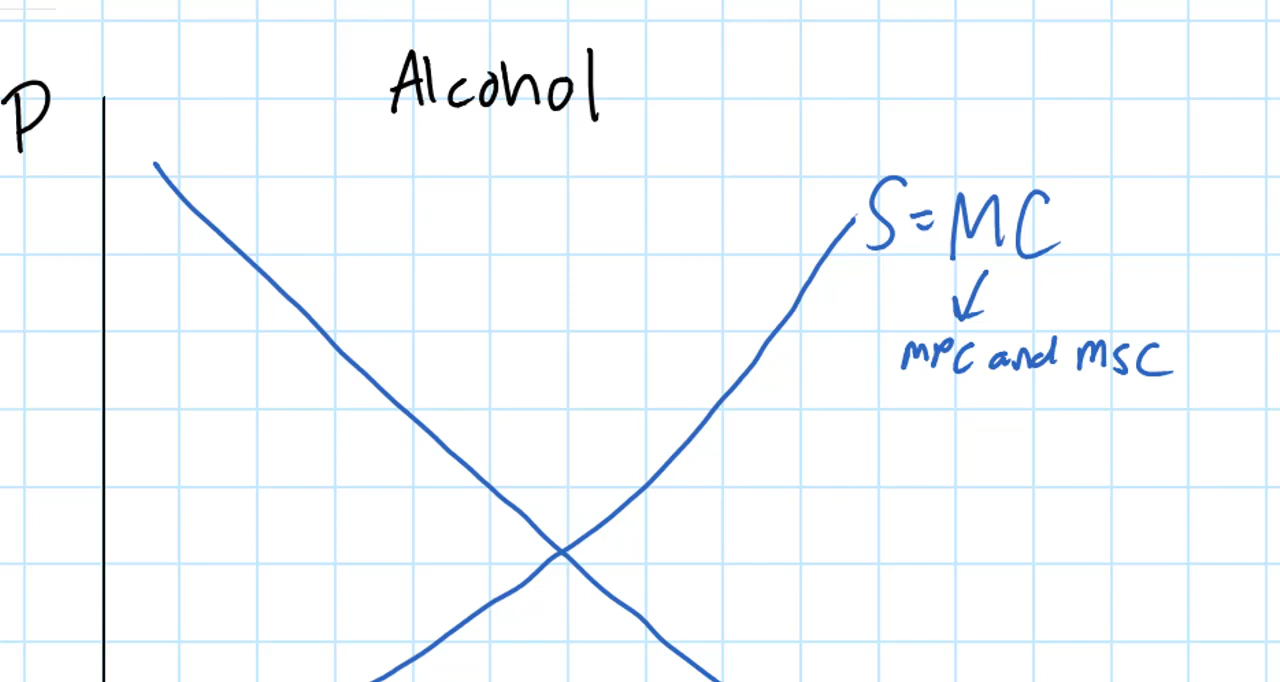 Alcohol
P
S=MC
↓
MPC and MSC